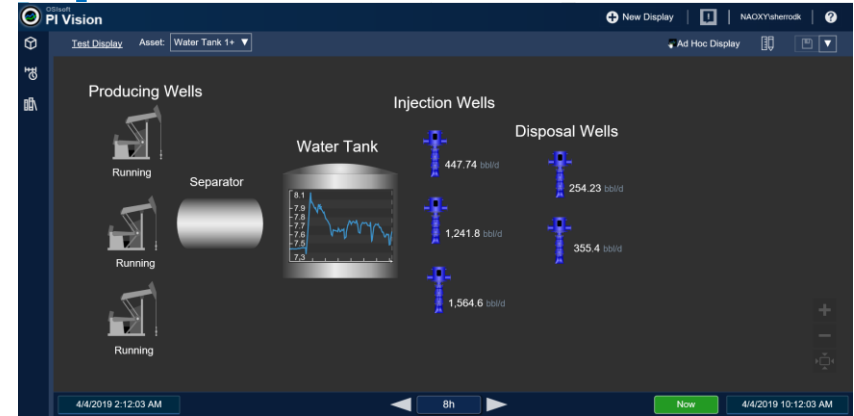 OSIsoft
PI Vision
New Display
NAOXY\sherrodk
Test Display
Asset:
Water Tank 1+
Ad Hoc Display
Producing Wells
Running
Running
Running
Separator
Water Tank
8.1
7.9
7.8
7.7
7.6
7.5
7.3
Injection Wells
447.74 bbl/d
1,241.8 bbl/d
1,564.6 bbl/d
Disposal Wells
254.23 bbl/d
355.4 bbl/d
4/4/2019 2:12:03 AM
8h
Now
4/4/2019 10:12:03 AM